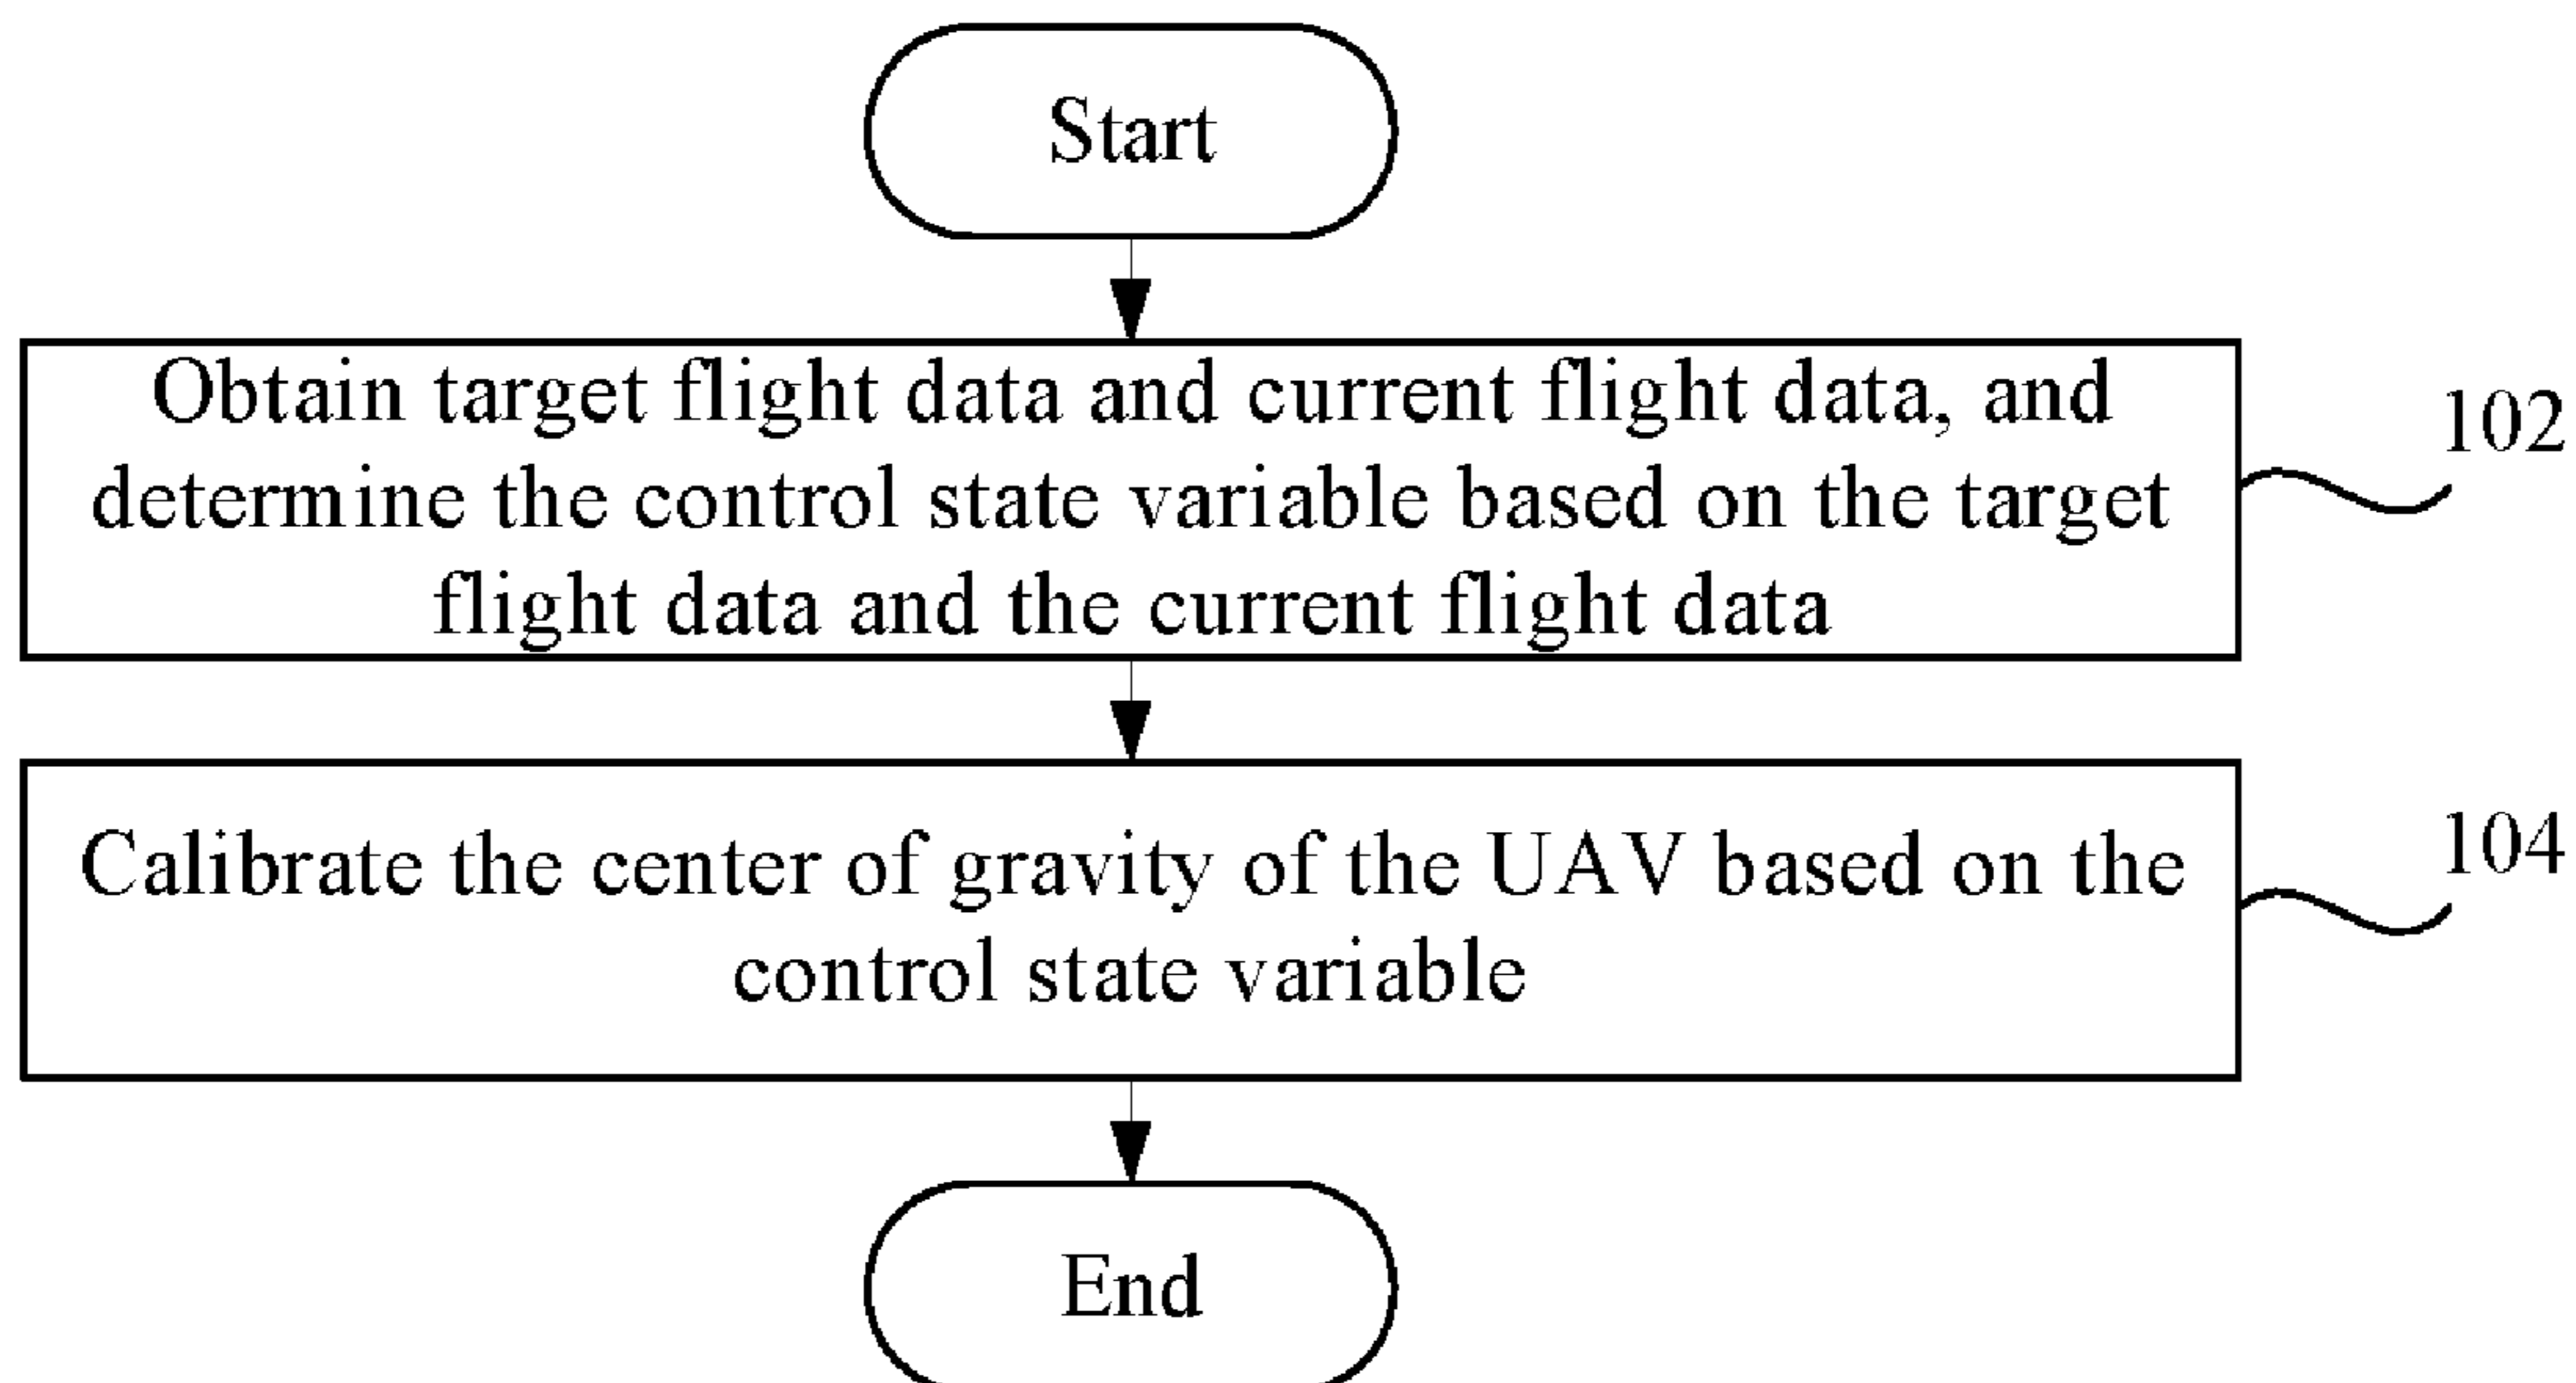 Start
Obtain target flight data and current flight data, and
determine the control state variable based on the target
flight data and the current flight data
102
Calibrate the center of gravity of the UAV based on the
control state variable
104
End